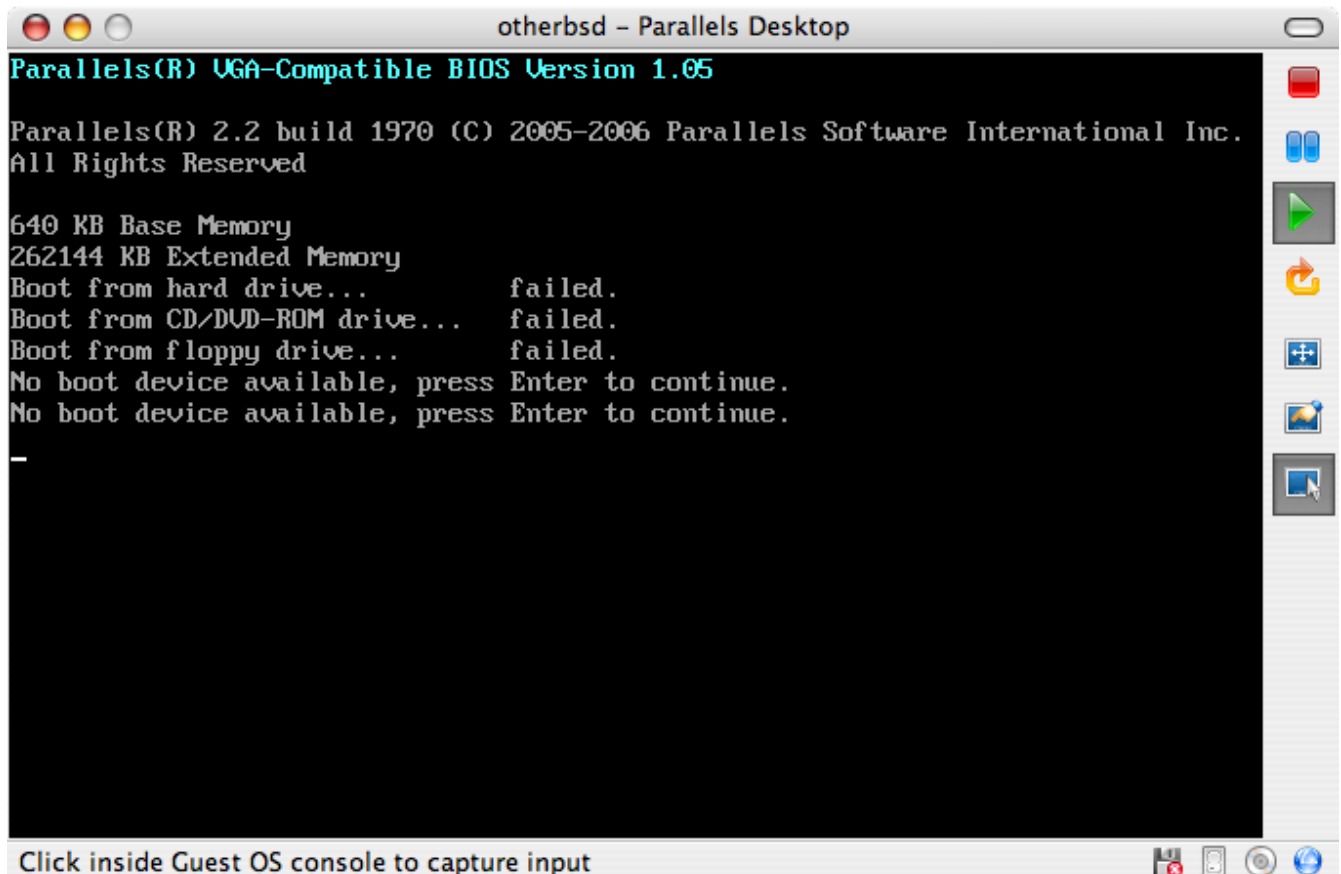 otherbsd – Parallels Desktop
Parallels(R) VGA-Compatible BIOS Version 1.05
Parallels(R) 2.2 build 1970 (C) 2005-2006 Parallels Software International Inc.
All Rights Reserved
640 KB Base Memory
262144 KB Extended Memory
Boot from hard drive... failed.
Boot from CD/DVD-ROM drive... failed.
Boot from floppy drive... failed.
No boot device available, press Enter to continue.
No boot device available, press Enter to continue.
Click inside Guest OS console to capture input